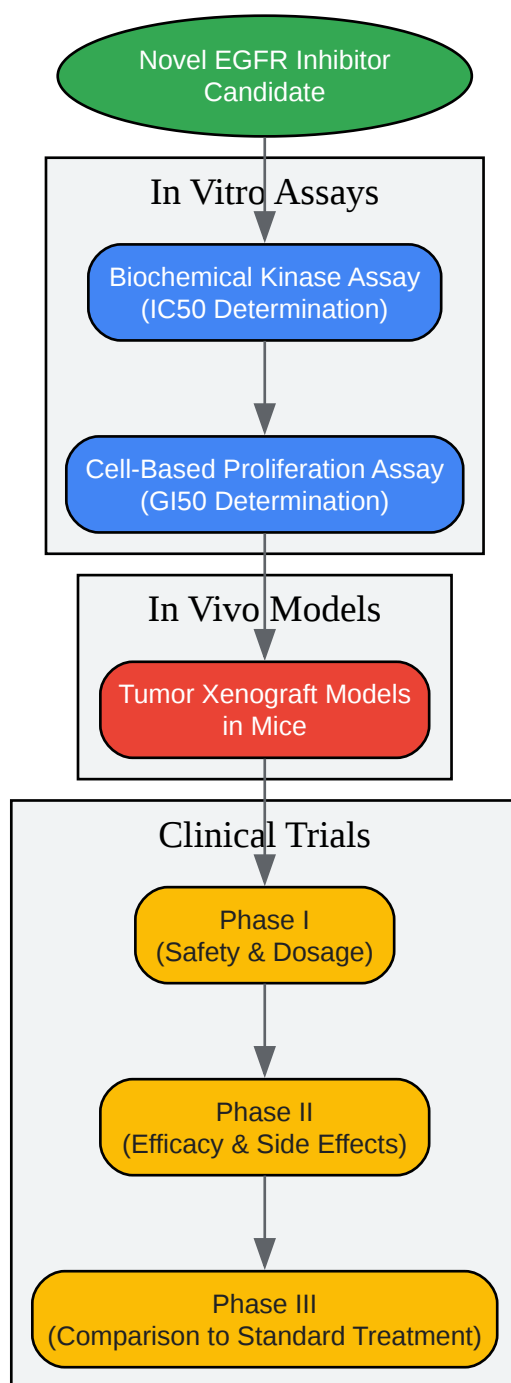 Novel EGFR Inhibitor
Candidate
In Vitro Assays
Biochemical Kinase Assay
(IC50 Determination)
Cell-Based Proliferation Assay
(GI50 Determination)
In Vivo Models
Tumor Xenograft Models
in Mice
Clinical Trials
Phase I
(Safety & Dosage)
Phase II
(Efficacy & Side Effects)
Phase III
(Comparison to Standard Treatment)